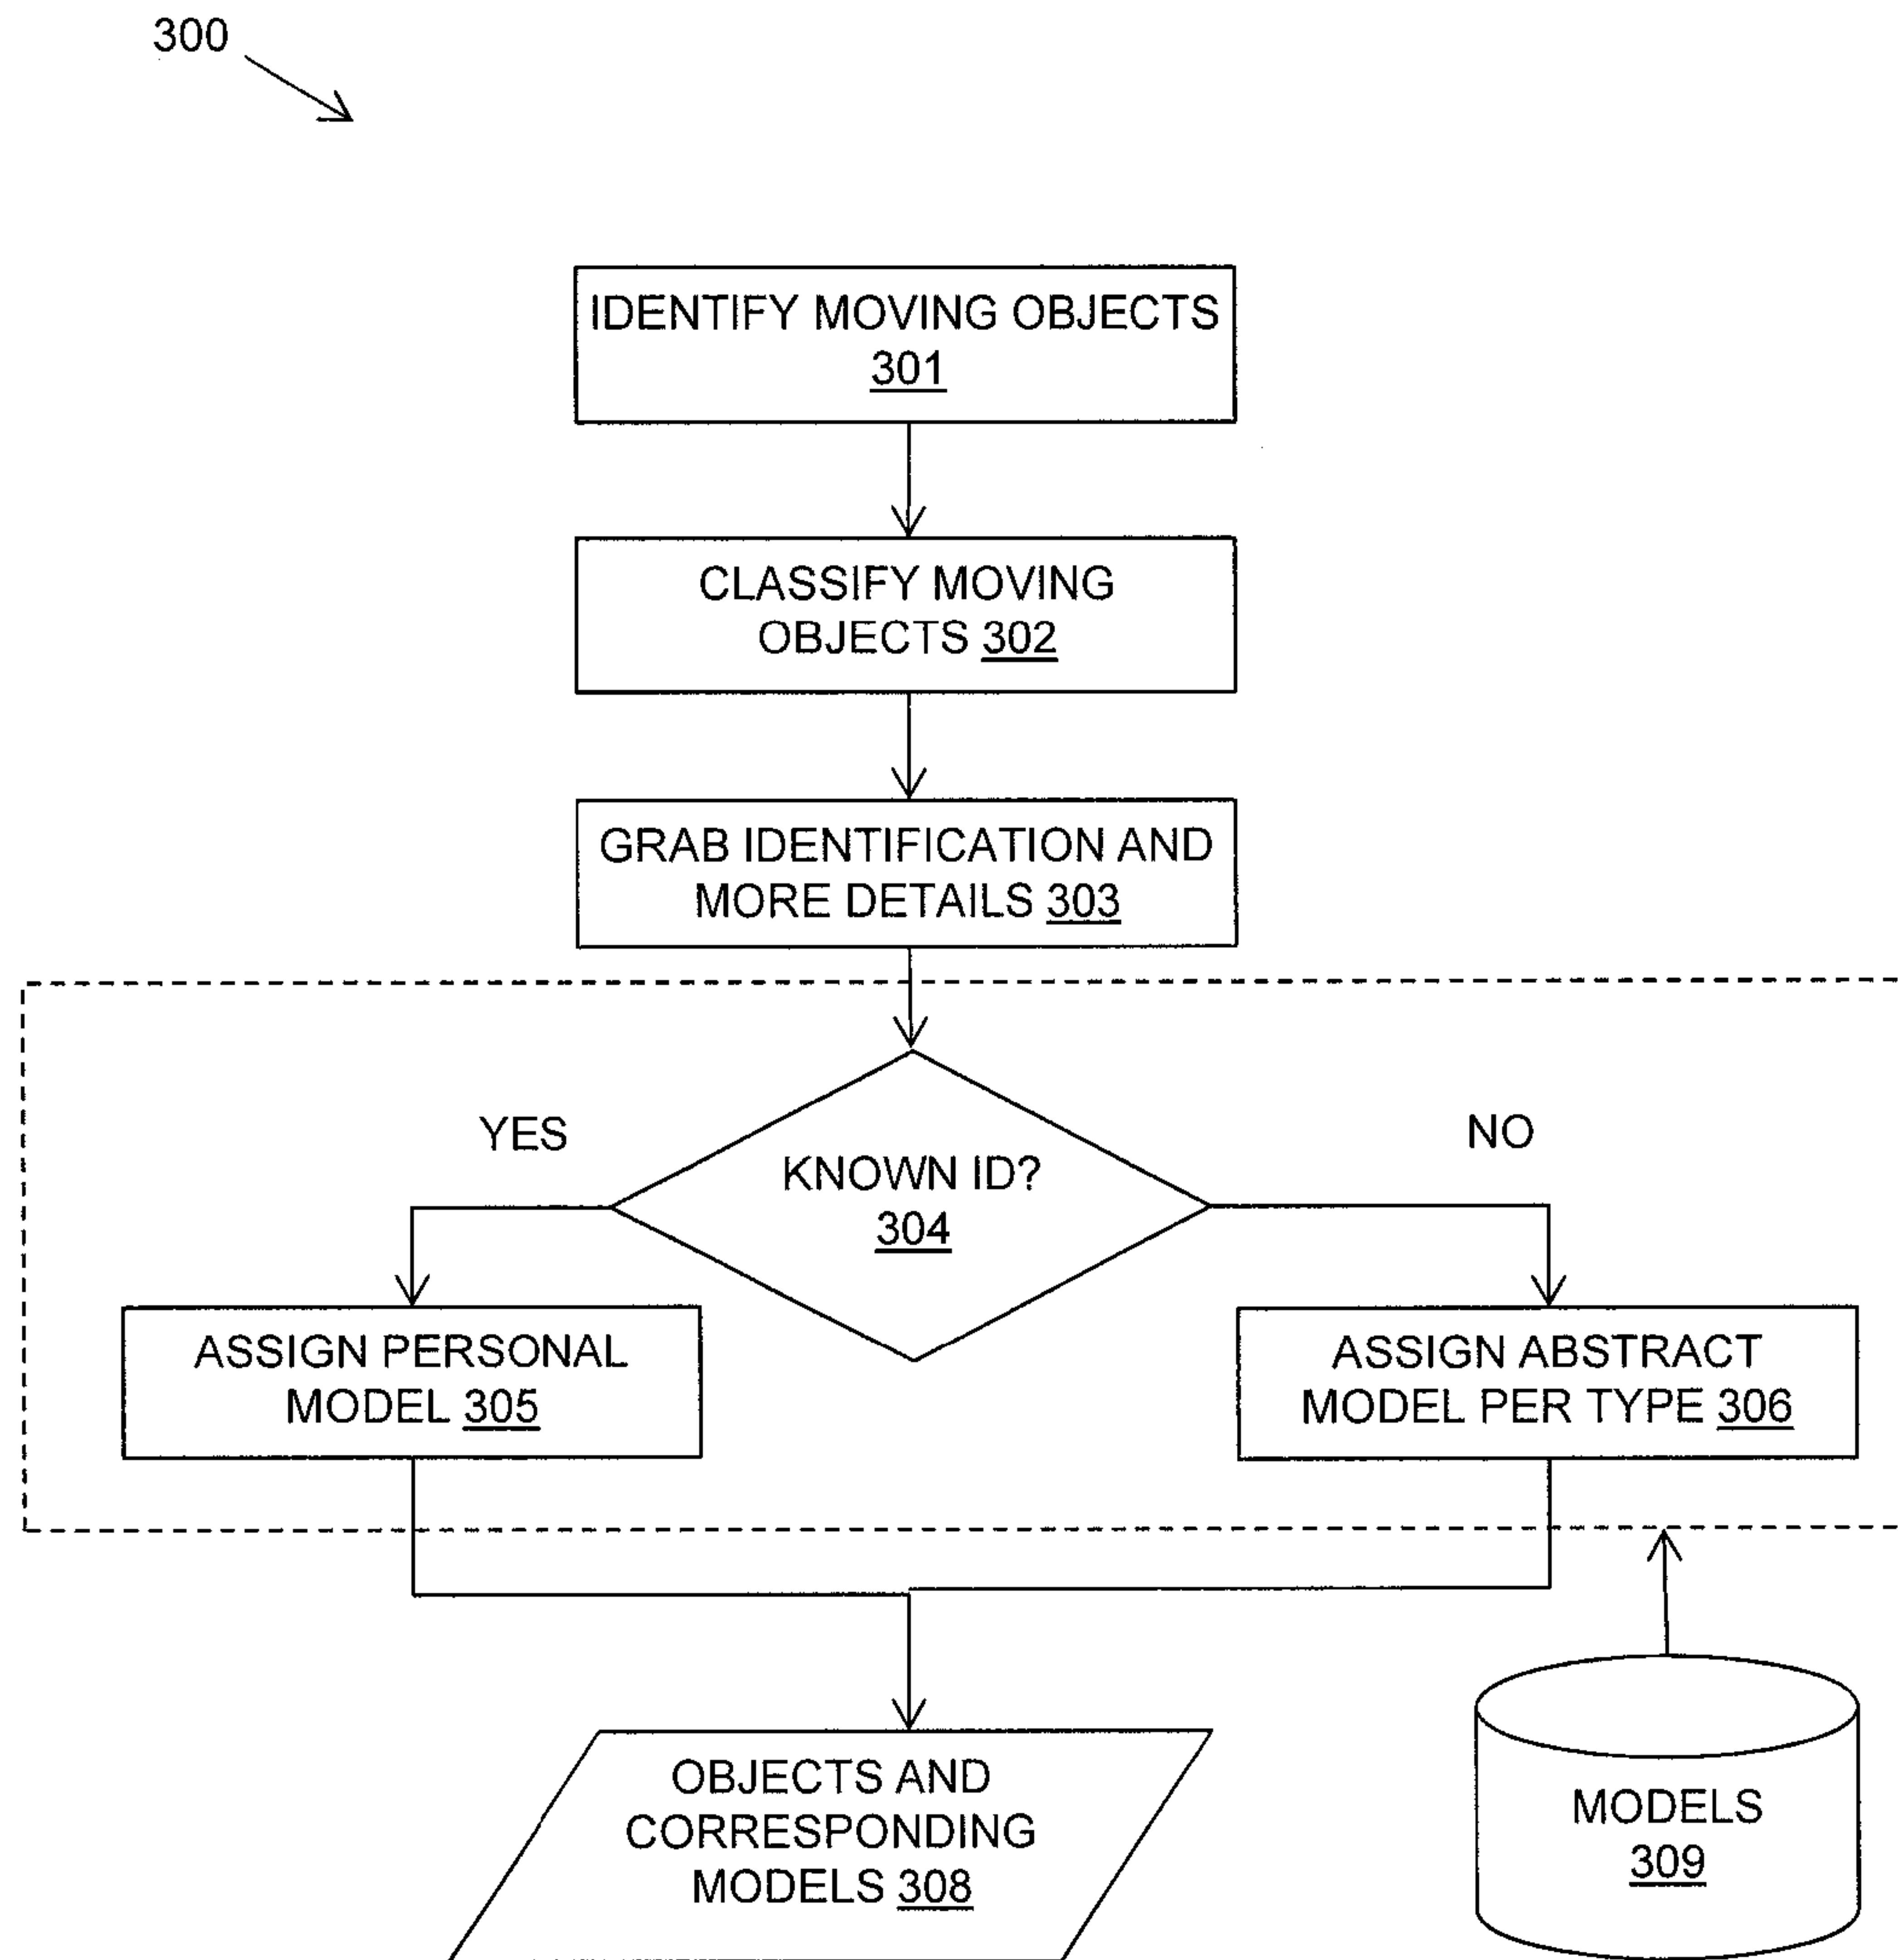 300
IDENTIFY MOVING OBJECTS
301
CLASSIFY MOVING
OBJECTS 302
GRAB IDENTIFICATION AND
MORE DETAILS 303
YES
NO
KNOWN ID?
304
ASSIGN PERSONAL
MODEL 305
ASSIGN ABSTRACT
MODEL PER TYPE 306
OBJECTS AND
CORRESPONDING
MODELS 308
MODELS
309